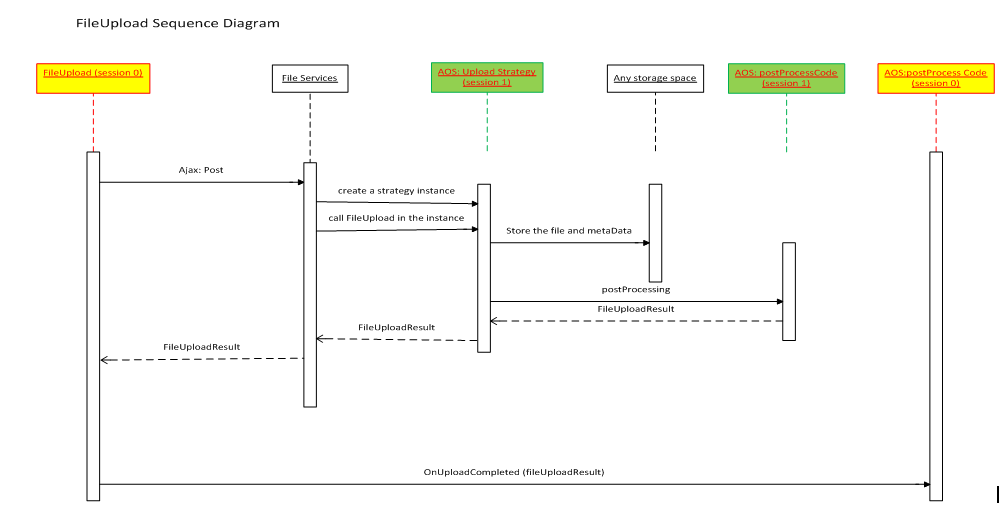 FileUpload Sequence Diagram
FileUpload (session 0)
File Services
AOS: Upload Strategy
(session 1)
Any storage space
AOS: postProcessCode
(session 1)
AOS:postProcess Code
(session 0)
Ajax: Post
create a strategy instance
call FileUpload in the instance
Store the file and metaData
postProcessing
FileUploadResult
FileUploadResult
FileUploadResult
OnUploadCompleted (fileUploadResult)